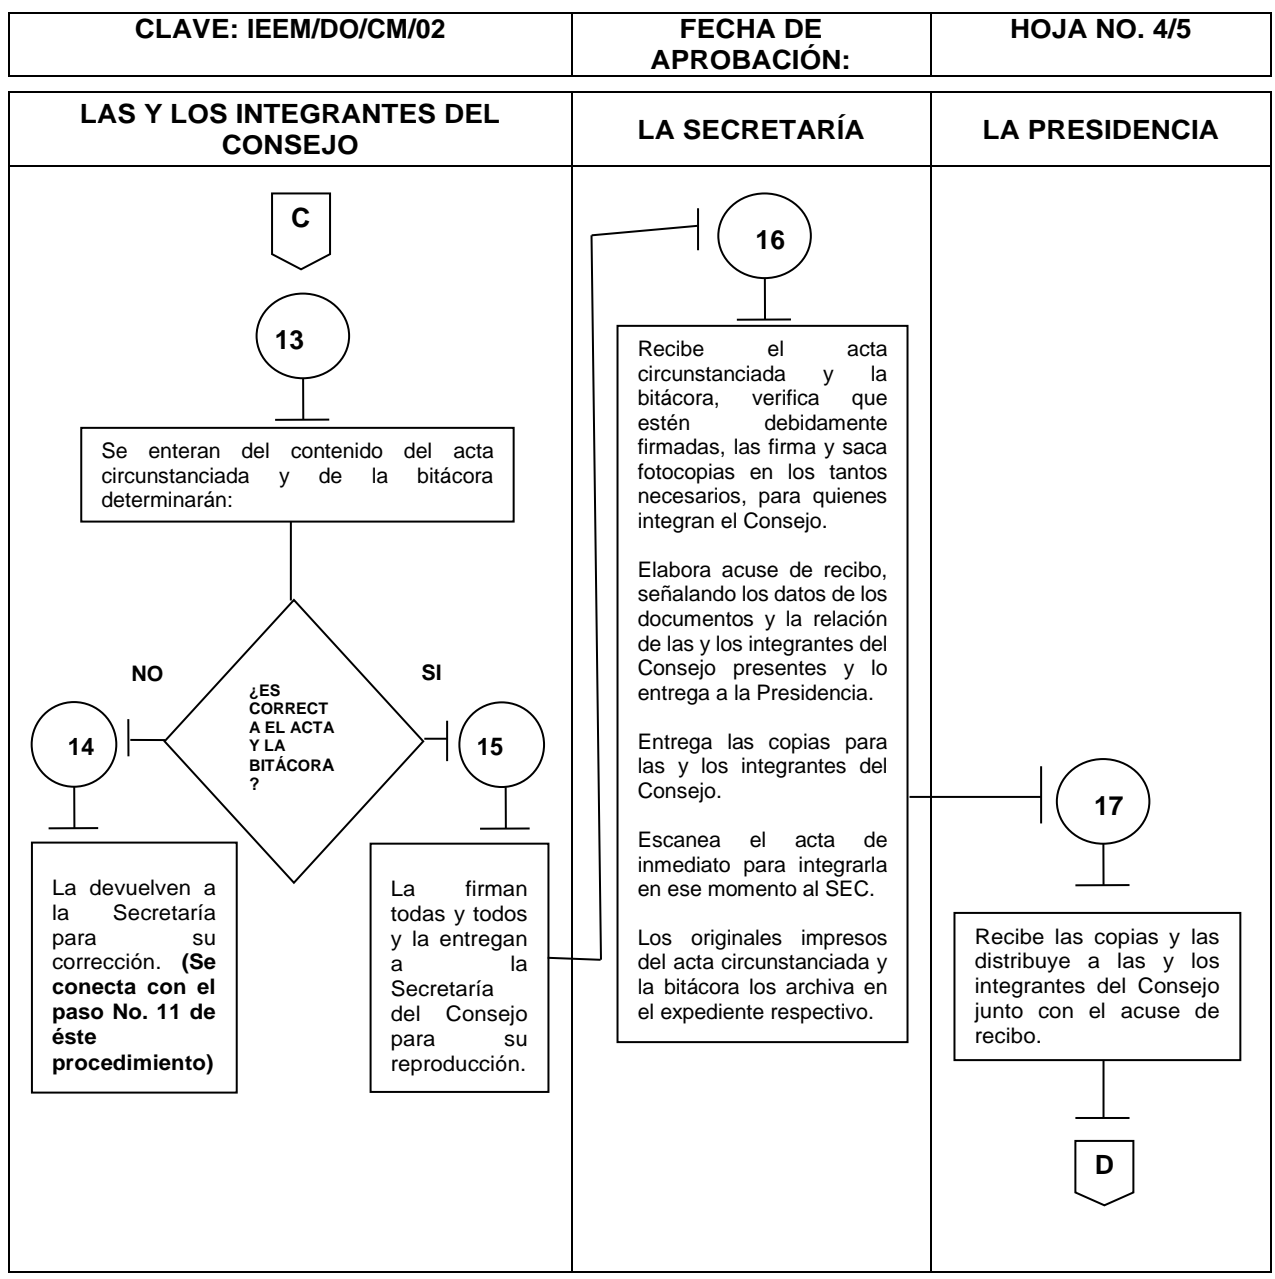 CLAVE: IEEM/DO/CM/02
FECHA DE
APROBACIÓN:
HOJA NO. 4/5
LAS Y LOS INTEGRANTES DEL
CONSEJO
LA SECRETARÍA
LA PRESIDENCIA
C
13
Se enteran del contenido del acta
circunstanciada y de la bitácora
determinarán:
¿ES
CORRECT
A EL ACTA
Y LA
BITÁCORA
?
NO
SI
14
15
La devuelven a
la Secretaría
para su
corrección. (Se
conecta con el
paso No. 11 de
éste
procedimiento)
La firman
todas y todos
y la entregan
a la
Secretaría
del Consejo
para su
reproducción.
16
Recibe el acta
circunstanciada y la
bitácora, verifica que
estén debidamente
firmadas, las firma y saca
fotocopias en los tantos
necesarios, para quienes
integran el Consejo.
Elabora acuse de recibo,
señalando los datos de los
documentos y la relación
de las y los integrantes del
Consejo presentes y lo
entrega a la Presidencia.
Entrega las copias para
las y los integrantes del
Consejo.
Escanea el acta de
inmediato para integrarla
en ese momento al SEC.
Los originales impresos
del acta circunstanciada y
la bitácora los archiva en
el expediente respectivo.
17
Recibe las copias y las
distribuye a las y los
integrantes del Consejo
junto con el acuse de
recibo.
D